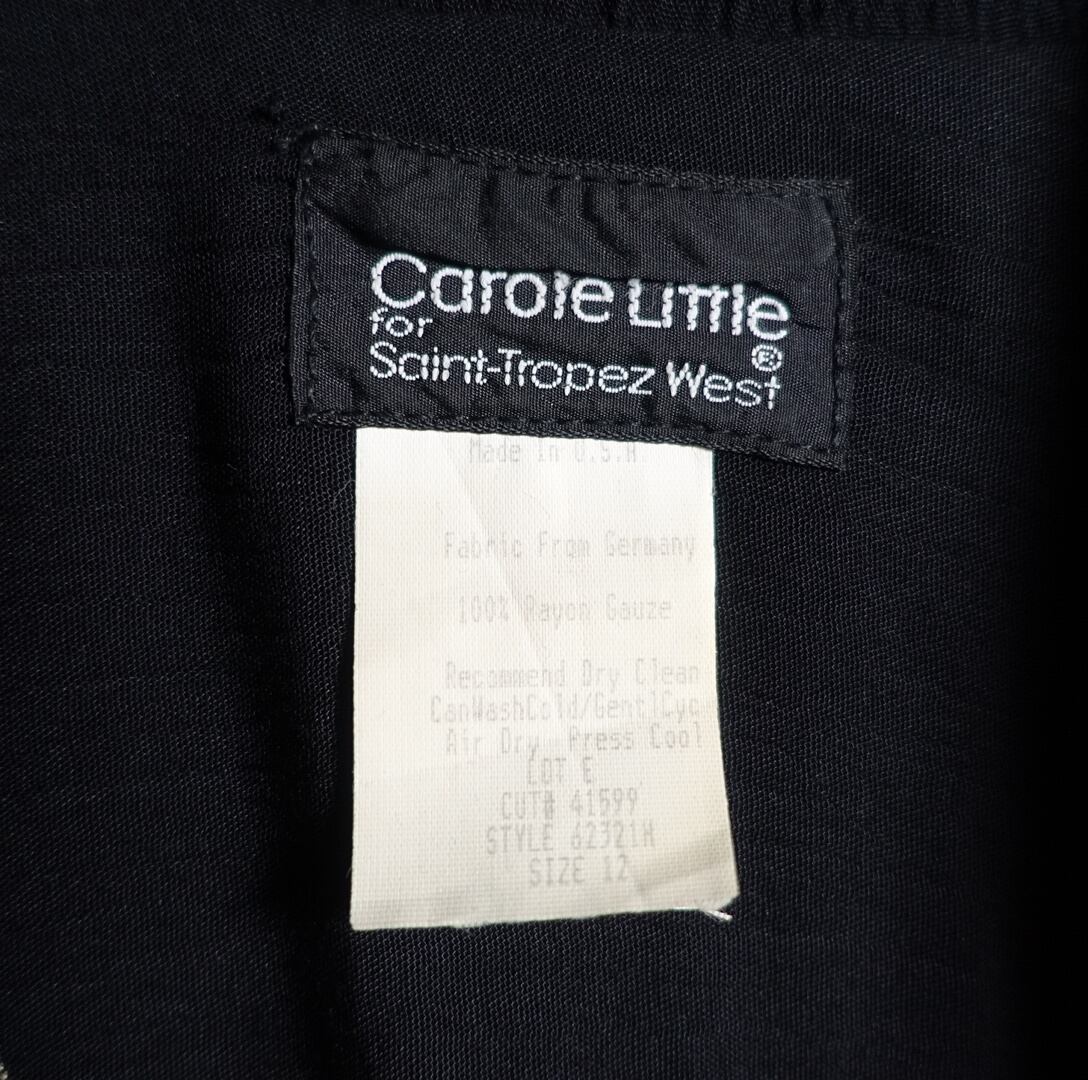 Carole Little
for
Saint-Tropez West®
Made In U.S.A.
Fabric From Germany
100% Rayon Gauze
Recommend Dry Clean
CanWashCold/GentlCyc
Air Dry, Press Cool
LOT E
CUT# 41599
STYLE 62321H
SIZE 12